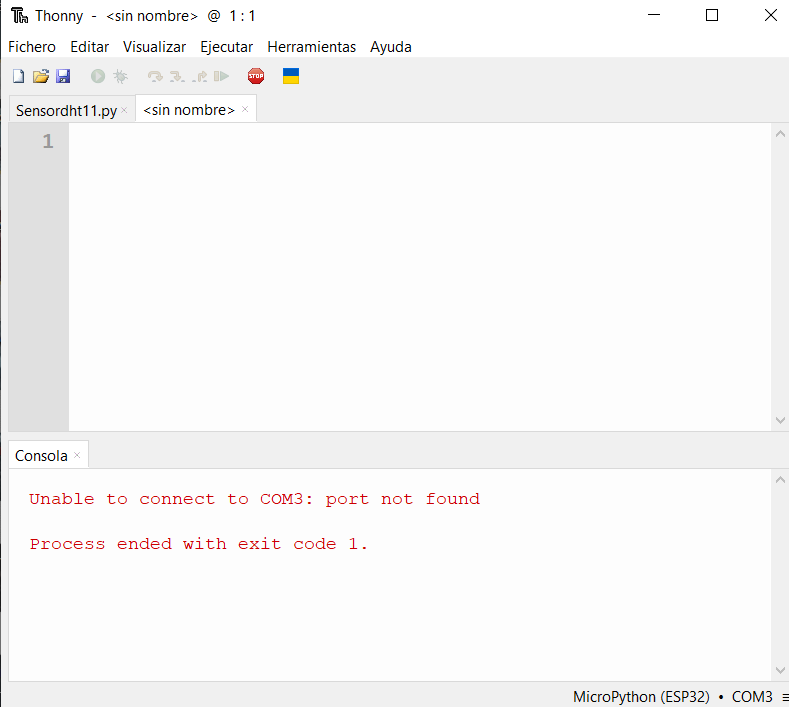 Thonny - <sin nombre> @ 1 : 1
Fichero Editar Visualizar Ejecutar Herramientas Ayuda
STOP
Sensordht11.py × <sin nombre> ×
1
Consola ×
Unable to connect to COM3: port not found
Process ended with exit code 1.
MicroPython (ESP32) • COM3 ≡